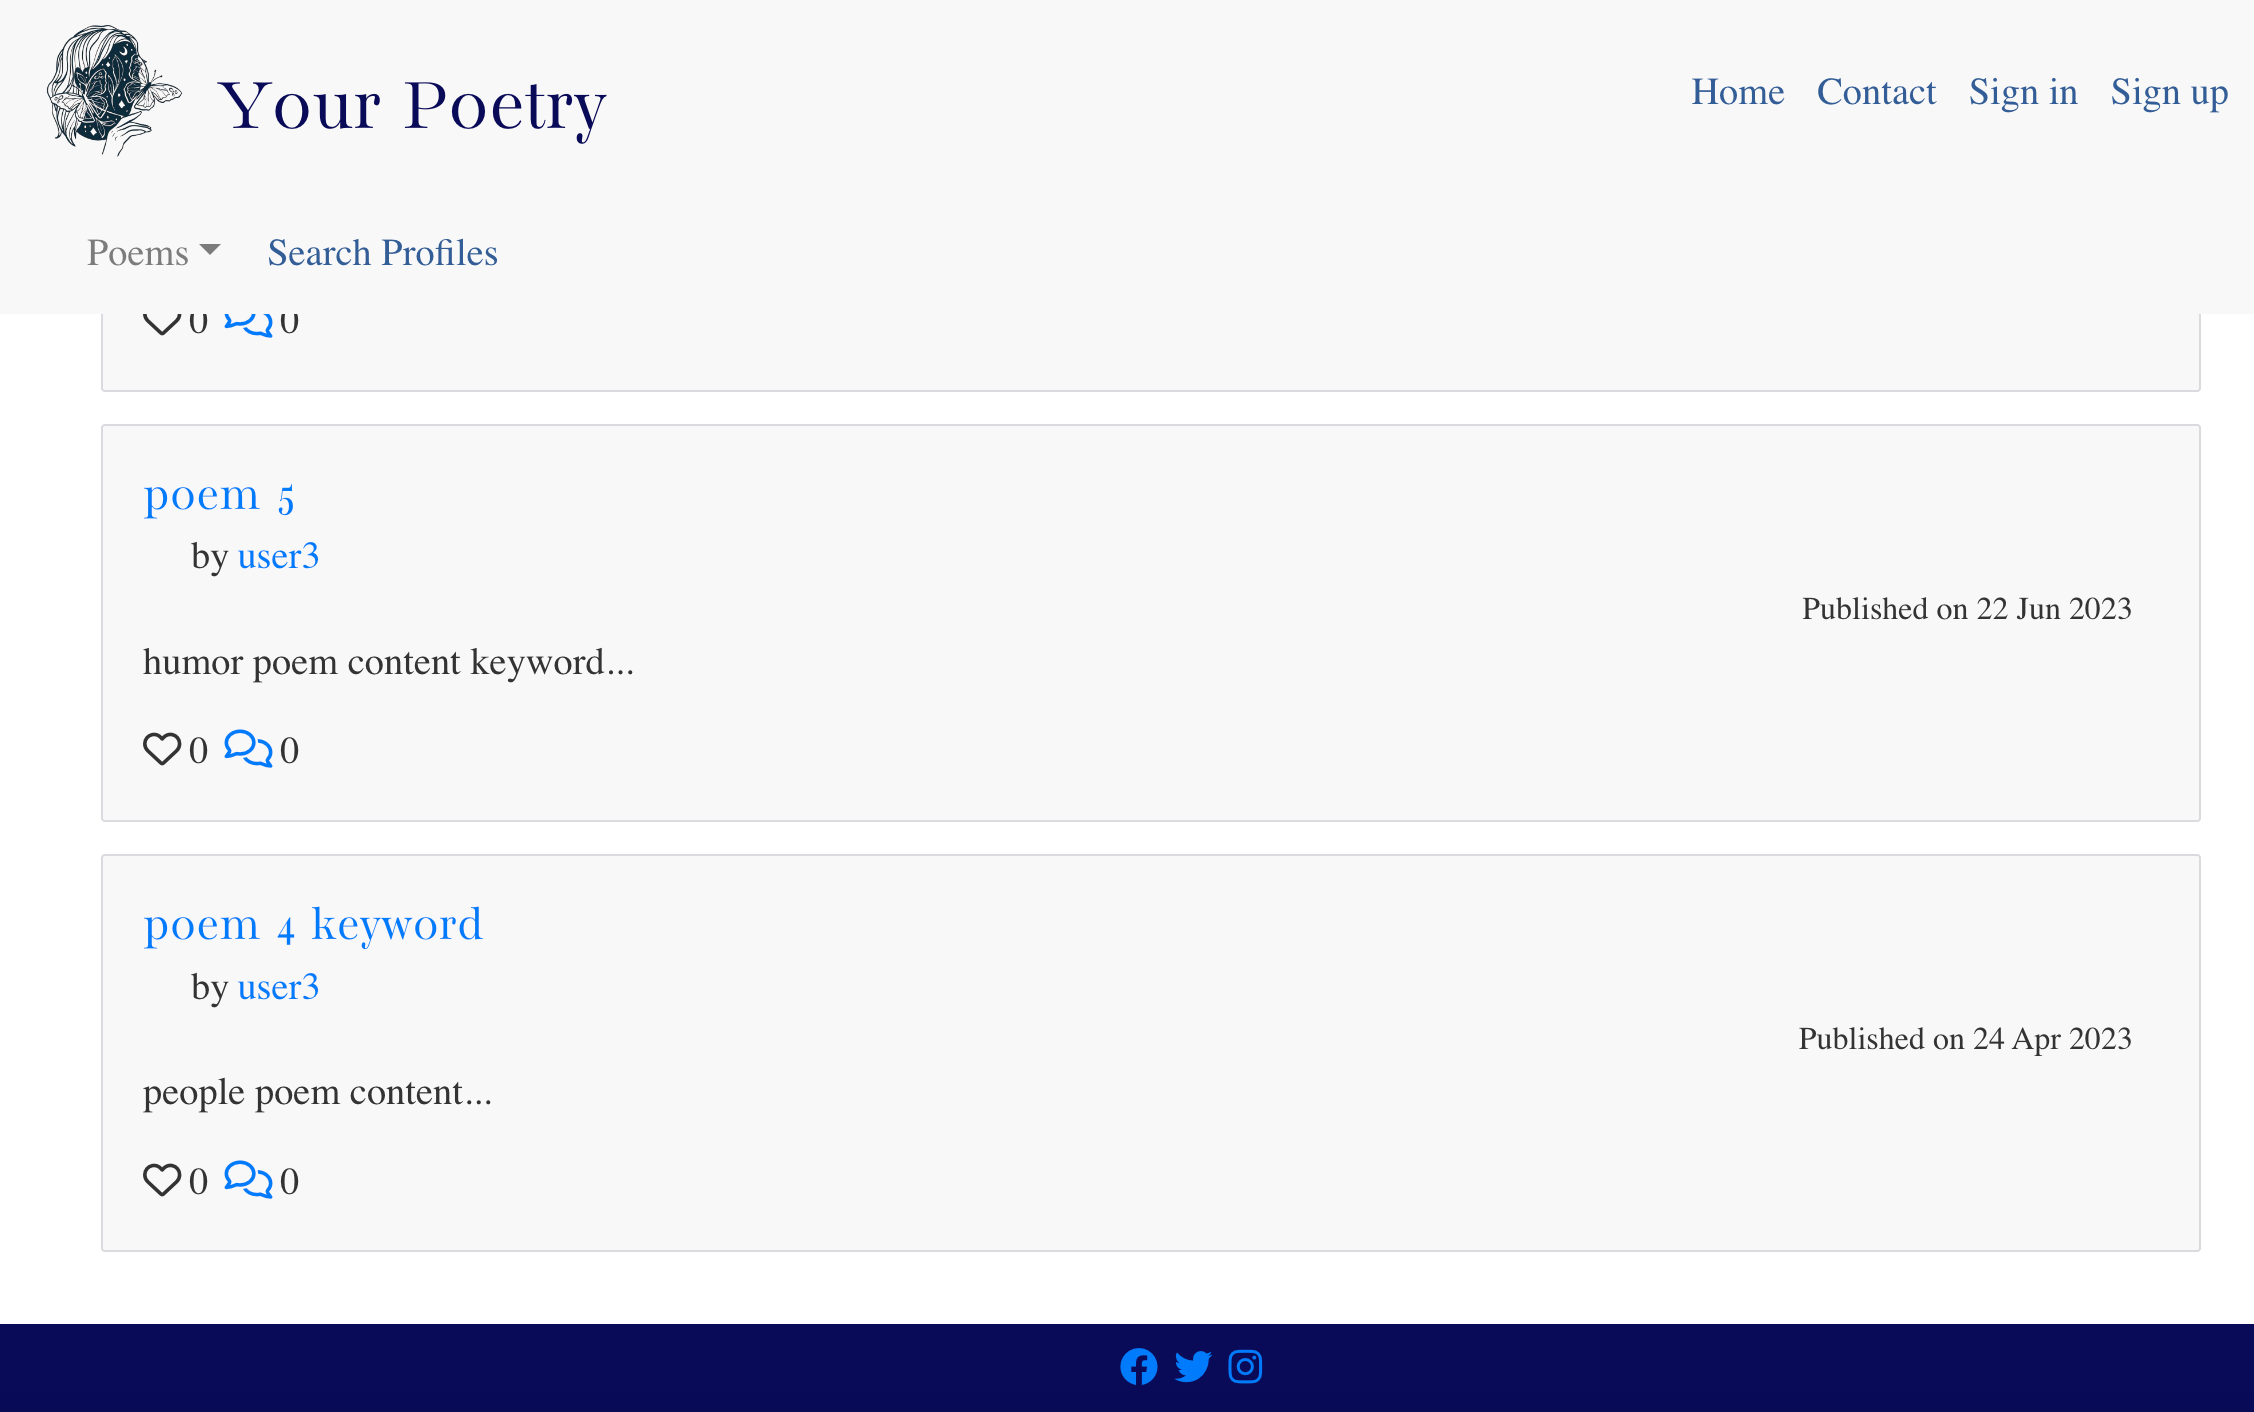 Your Poetry
Home Contact Sign in Sign up
Poems Search Profiles
0 0
poem 5
by user3
Published on 22 Jun 2023
humor poem content keyword...
0 0
poem 4 keyword
by user3
Published on 24 Apr 2023
people poem content...
0 0